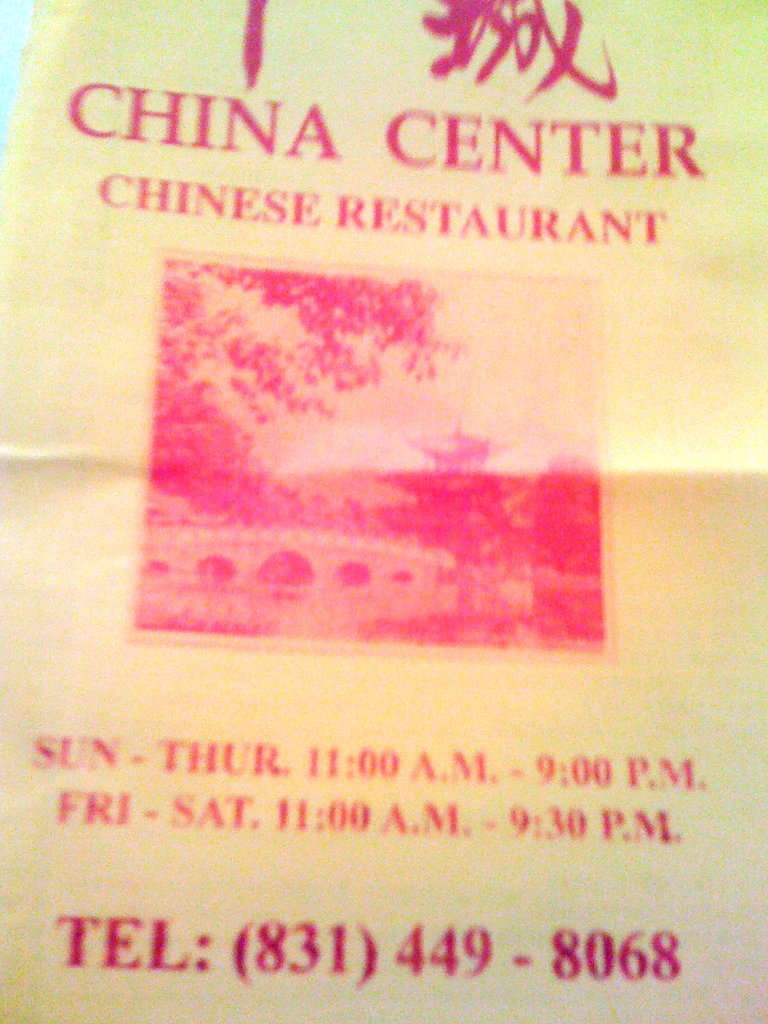 CHINA CENTER
CHINESE RESTAURANT
SUN - THUR. 11:00 A.M. - 9:00 P.M.
FRI - SAT. 11:00 A.M. - 9:30 P.M.
TEL: (831) 449 - 8068